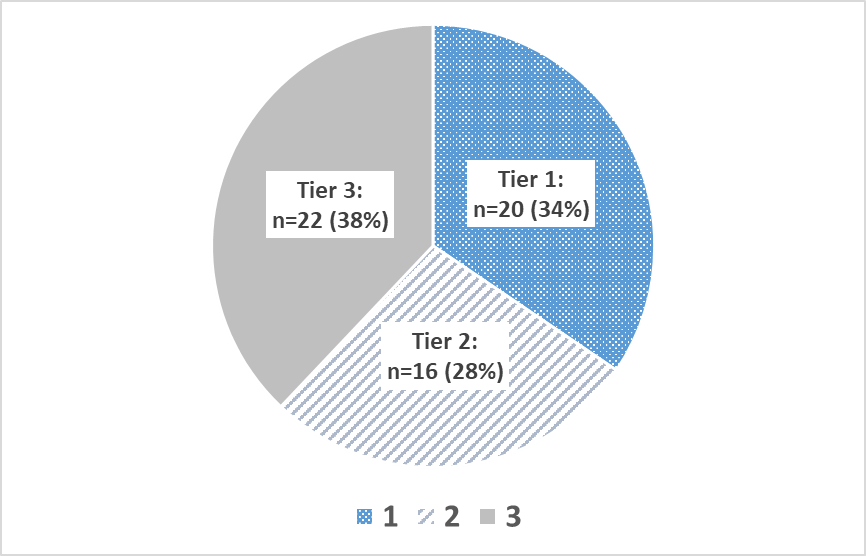 Tier 1:
n=20 (34%)
Tier 3:
n=22 (38%)
Tier 2:
n=16 (28%)
1 2 3